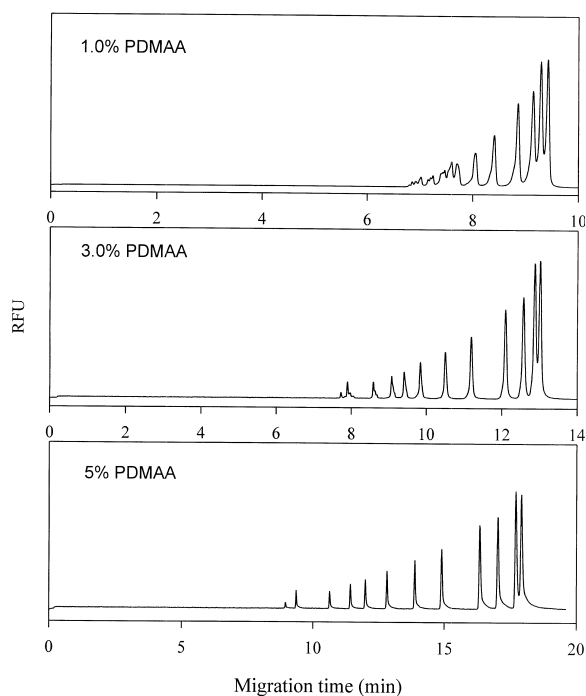 1.0% PDMAA
0 2 4 6 8 10
3.0% PDMAA
RFU
0 2 4 6 8 10 12 14
5% PDMAA
0 5 10 15 20
Migration time (min)